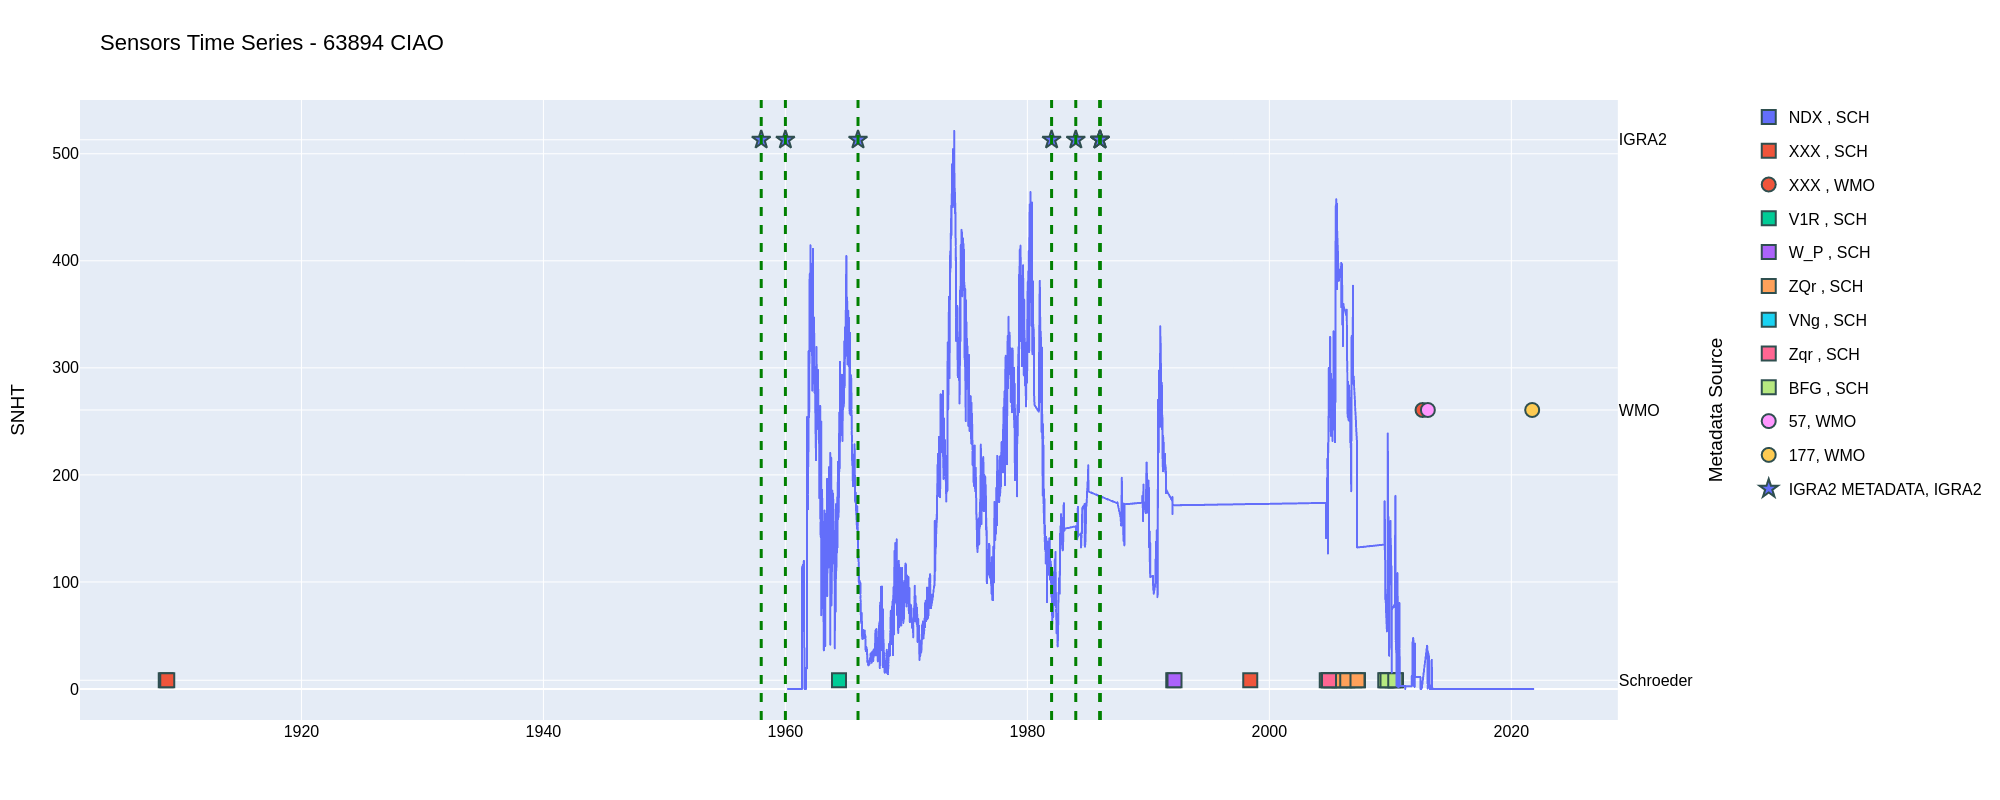 Sensors Time Series - 63894 CIAO
SNHT
500
400
300
200
100
0
1920
1940
1960
1980
2000
2020
IGRA2
WMO
Schroeder
Metadata Source
NDX , SCH
XXX , SCH
XXX , WMO
V1R , SCH
W_P , SCH
ZQr , SCH
VNg , SCH
Zqr , SCH
BFG , SCH
57, WMO
177, WMO
IGRA2 METADATA, IGRA2